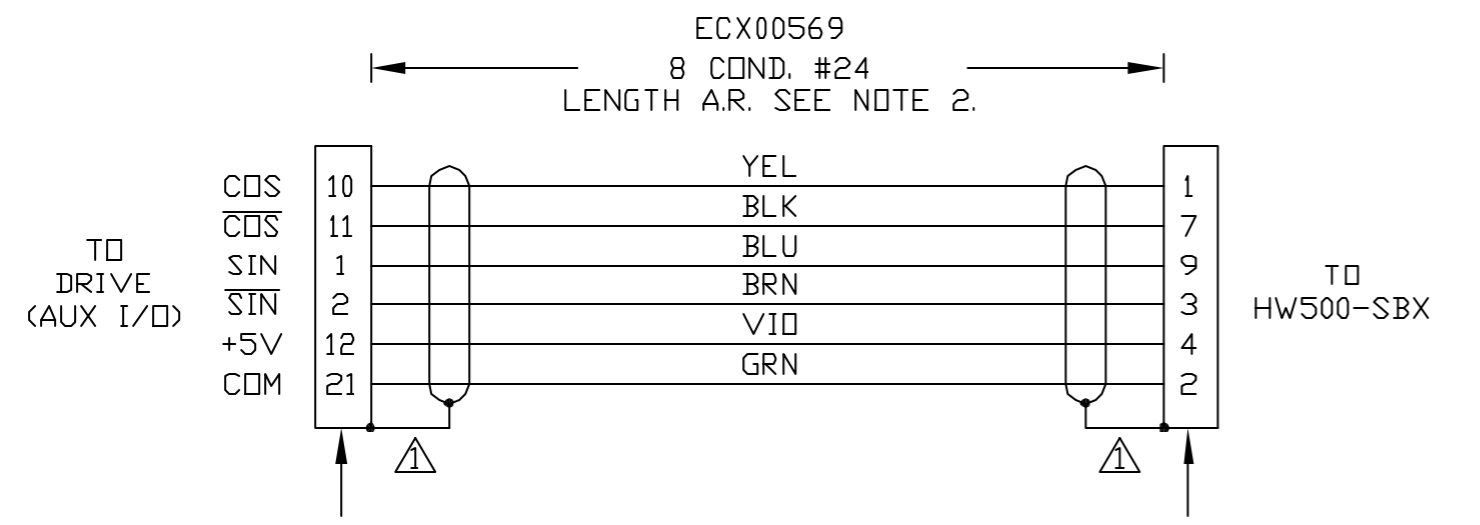 ECX00569
8 COND. #24
LENGTH A.R. SEE NOTE 2.
TO
DRIVE
(AUX I/O)
COS 10 YEL 1
C̅O̅S̅ 11 BLK 7
SIN 1 BLU 9
S̅I̅N̅ 2 BRN 3
+5V 12 VIO 4
COM 21 GRN 2
TO
HW500-SBX
1
1